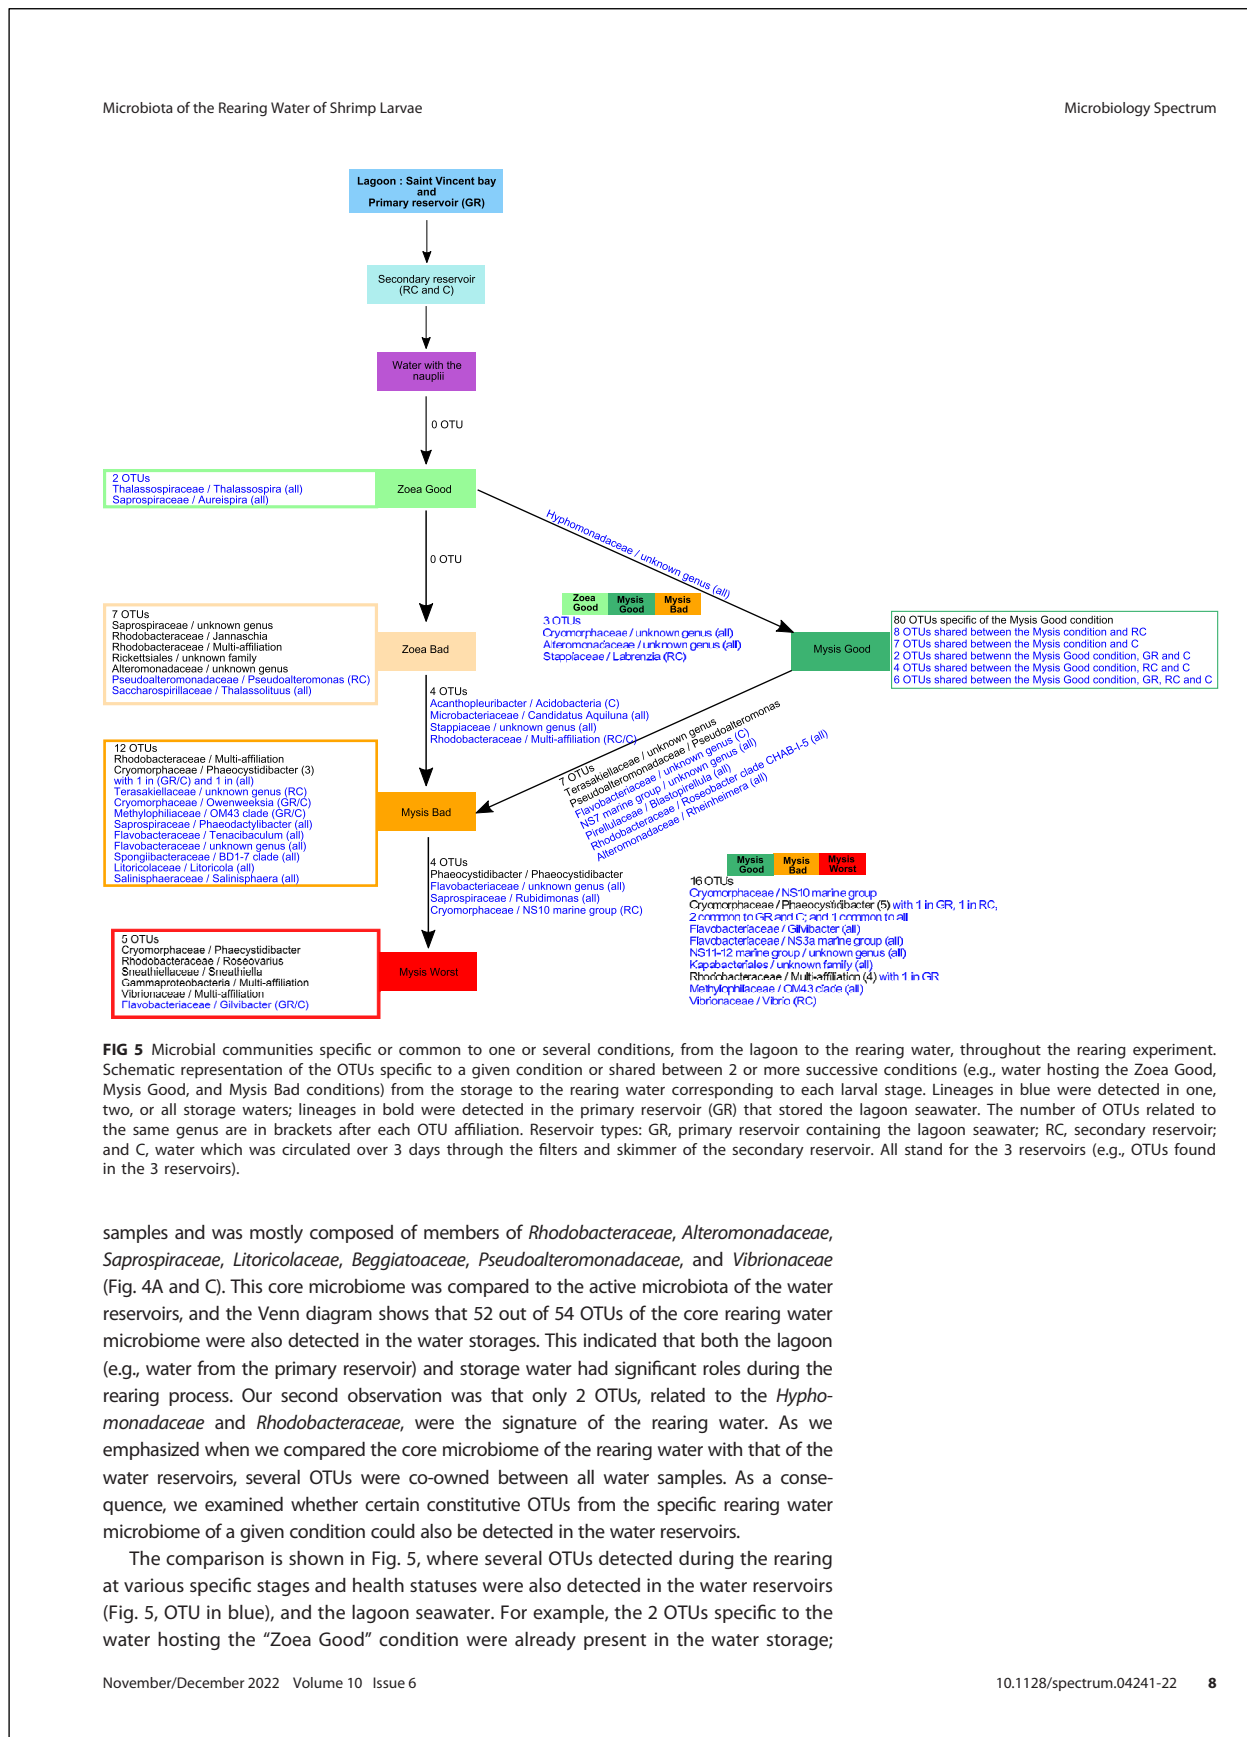 Microbiota of the Rearing Water of Shrimp Larvae
Microbiology Spectrum
Lagoon : Saint Vincent bay
and
Primary reservoir (GR)
Secondary reservoir
(RC and C)
Water with the
nauplii
0 OTU
2 OTUs
Thalassospiraceae / Thalassospira (all)
Saprospiraceae / Aureispira (all)
Zoea Good
Hyphomonadaceae / unknown genus (all)
0 OTU
7 OTUs
Saprospiraceae / unknown genus
Rhodobacteraceae / Jannaschia
Rhodobacteraceae / Multi-affiliation
Rickettsiales / unknown family
Alteromonadaceae / unknown genus
Pseudoalteromonadaceae / Pseudoalteromonas (RC)
Saccharospirillaceae / Thalassolituus (all)
Zoea Bad
Zoea
Good
Mysis
Good
Mysis
Bad
3 OTUs
Cryomorphaceae / unknown genus (all)
Alteromonadaceae / unknown genus (all)
Stappiaceae / Labrenzia (RC)
Mysis Good
80 OTUs specific of the Mysis Good condition
8 OTUs shared between the Mysis condition and RC
7 OTUs shared between the Mysis condition and C
2 OTUs shared between the Mysis Good condition, GR and C
4 OTUs shared between the Mysis Good condition, RC and C
6 OTUs shared between the Mysis Good condition, GR, RC and C
4 OTUs
Acanthopleuribacter / Acidobacteria (C)
Microbacteriaceae / Candidatus Aquiluna (all)
Stappiaceae / unknown genus (all)
Rhodobacteraceae / Multi-affiliation (RC/C)
7 OTUs
Terasakiellaceae / unknown genus
Pseudoalteromonadaceae / Pseudoalteromonas
Flavobacteriaceae / unknown genus (C)
NS7 marine group / unknown genus (all)
Pirellulaceae / Blastopirellula (all)
Rhodobacteraceae / Roseobacter clade CHAB-I-5 (all)
Alteromonadaceae / Rheinheimera (all)
12 OTUs
Rhodobacteraceae / Multi-affiliation
Cryomorphaceae / Phaeocystidibacter (3)
with 1 in (GR/C) and 1 in (all)
Terasakiellaceae / unknown genus (RC)
Cryomorphaceae / Owenweeksia (GR/C)
Methylophiliaceae / OM43 clade (GR/C)
Saprospiraceae / Phaeodactylibacter (all)
Flavobacteraceae / Tenacibaculum (all)
Flavobacteraceae / unknown genus (all)
Spongiibacteraceae / BD1-7 clade (all)
Litoricolaceae / Litoricola (all)
Salinisphaeraceae / Salinisphaera (all)
Mysis Bad
4 OTUs
Phaeocystidibacter / Phaeocystidibacter
Flavobacteriaceae / unknown genus (all)
Saprospiraceae / Rubidimonas (all)
Cryomorphaceae / NS10 marine group (RC)
Mysis
Good
Mysis
Bad
Mysis
Worst
16 OTUs
Cryomorphaceae / NS10 marine group
Cryomorphaceae / Phaeocystidibacter (5) with 1 in GR, 1 in RC,
2 common to GR and C; and 1 common to all
Flavobacteriaceae / Gilvibacter (all)
Flavobacteriaceae / NS3a marine group (all)
NS11-12 marine group / unknown genus (all)
Kapabacteriales / unknown family (all)
Rhodobacteraceae / Multi-affiliation (4) with 1 in GR
Methylophilaceae / OM43 clade (all)
Vibrionaceae / Vibrio (RC)
5 OTUs
Cryomorphaceae / Phaecystidibacter
Rhodobacteraceae / Roseovarius
Sneathiellaceae / Sneathiella
Gammaproteobacteria / Multi-affiliation
Vibrionaceae / Multi-affiliation
Flavobacteriaceae / Gilvibacter (GR/C)
Mysis Worst
FIG 5 Microbial communities specific or common to one or several conditions, from the lagoon to the rearing water, throughout the rearing experiment.
Schematic representation of the OTUs specific to a given condition or shared between 2 or more successive conditions (e.g., water hosting the Zoea Good,
Mysis Good, and Mysis Bad conditions) from the storage to the rearing water corresponding to each larval stage. Lineages in blue were detected in one,
two, or all storage waters; lineages in bold were detected in the primary reservoir (GR) that stored the lagoon seawater. The number of OTUs related to
the same genus are in brackets after each OTU affiliation. Reservoir types: GR, primary reservoir containing the lagoon seawater; RC, secondary reservoir;
and C, water which was circulated over 3 days through the filters and skimmer of the secondary reservoir. All stand for the 3 reservoirs (e.g., OTUs found
in the 3 reservoirs).
samples and was mostly composed of members of Rhodobacteraceae, Alteromonadaceae,
Saprospiraceae, Litoricolaceae, Beggiatoaceae, Pseudoalteromonadaceae, and Vibrionaceae
(Fig. 4A and C). This core microbiome was compared to the active microbiota of the water
reservoirs, and the Venn diagram shows that 52 out of 54 OTUs of the core rearing water
microbiome were also detected in the water storages. This indicated that both the lagoon
(e.g., water from the primary reservoir) and storage water had significant roles during the
rearing process. Our second observation was that only 2 OTUs, related to the Hypho-
monadaceae and Rhodobacteraceae, were the signature of the rearing water. As we
emphasized when we compared the core microbiome of the rearing water with that of the
water reservoirs, several OTUs were co-owned between all water samples. As a conse-
quence, we examined whether certain constitutive OTUs from the specific rearing water
microbiome of a given condition could also be detected in the water reservoirs.
The comparison is shown in Fig. 5, where several OTUs detected during the rearing
at various specific stages and health statuses were also detected in the water reservoirs
(Fig. 5, OTU in blue), and the lagoon seawater. For example, the 2 OTUs specific to the
water hosting the “Zoea Good” condition were already present in the water storage;
November/December 2022 Volume 10 Issue 6
10.1128/spectrum.04241-22 8